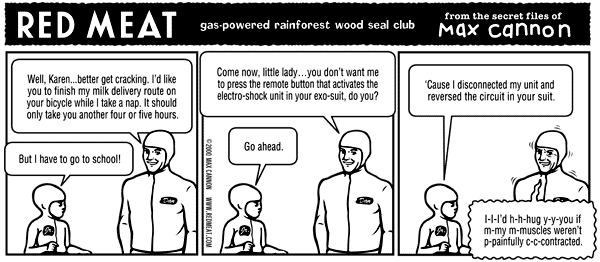 RED MEAT
gas-powered rainforest wood seal club
from the secret files of
Max cannon
Well, Karen...better get cracking. I'd like
you to finish my milk delivery route on
your bicycle while I take a nap. It should
only take you another four or five hours.
But I have to go to school!
©2000 MAX CANNON   WWW.REDMEAT.COM
Come now, little lady...you don't want me
to press the remote button that activates the
electro-shock unit in your exo-suit, do you?
Go ahead.
'Cause I disconnected my unit and
reversed the circuit in your suit.
I-I-I'd h-h-hug y-y-you if
m-my m-muscles weren't
p-painfully c-c-contracted.